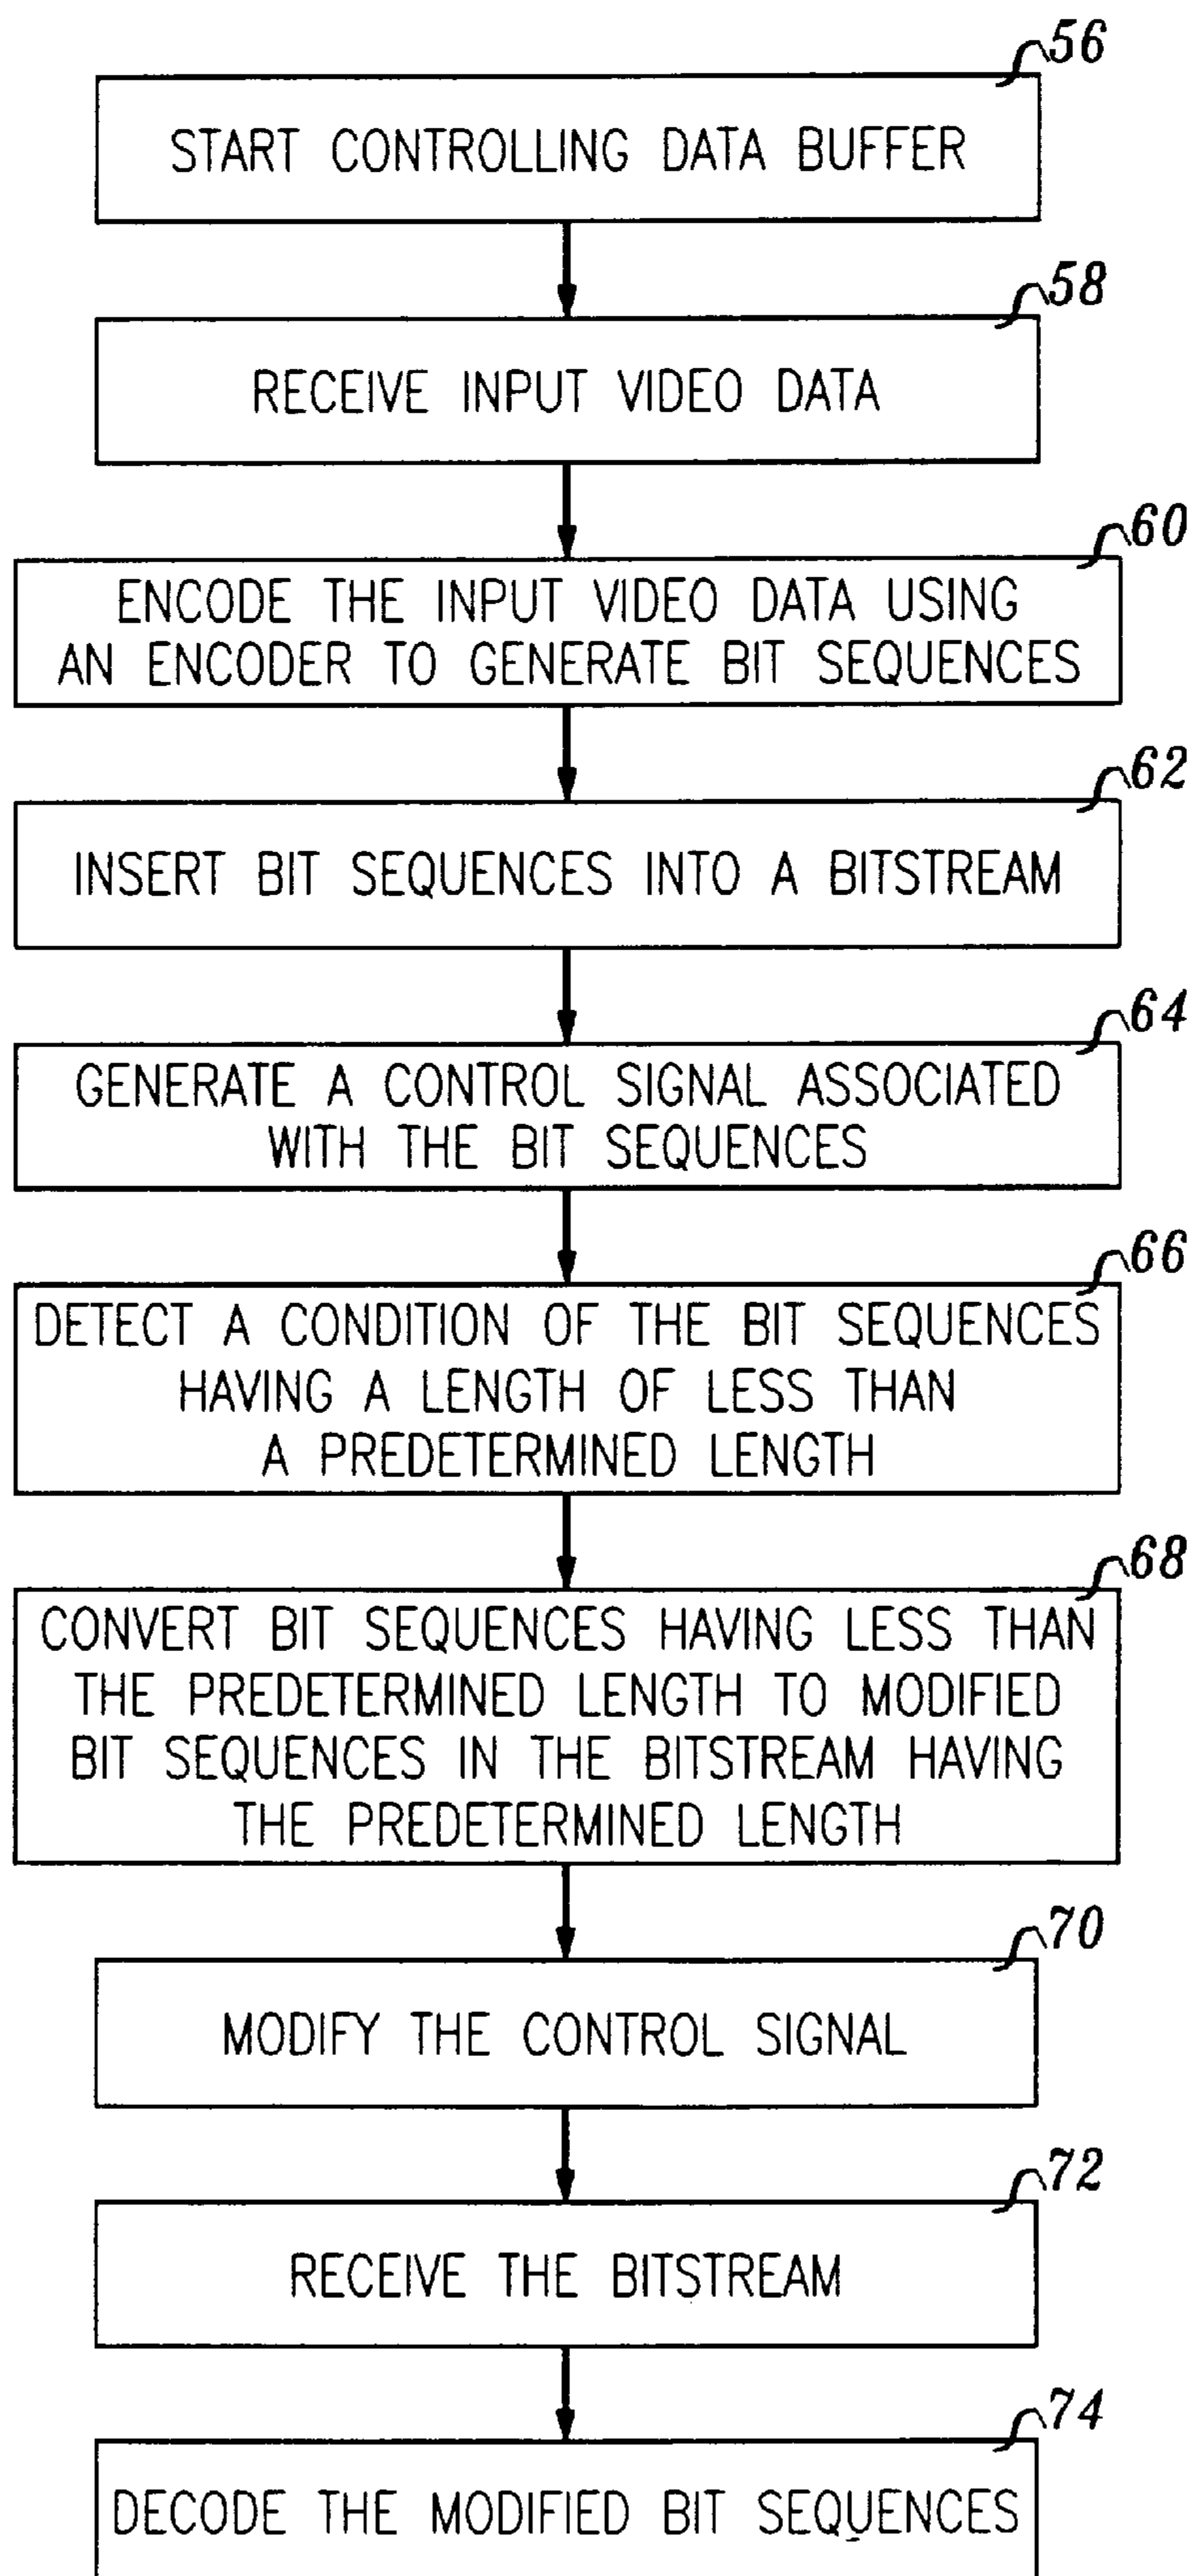 56
START CONTROLLING DATA BUFFER
58
RECEIVE INPUT VIDEO DATA
60
ENCODE THE INPUT VIDEO DATA USING
AN ENCODER TO GENERATE BIT SEQUENCES
62
INSERT BIT SEQUENCES INTO A BITSTREAM
64
GENERATE A CONTROL SIGNAL ASSOCIATED
WITH THE BIT SEQUENCES
66
DETECT A CONDITION OF THE BIT SEQUENCES
HAVING A LENGTH OF LESS THAN
A PREDETERMINED LENGTH
68
CONVERT BIT SEQUENCES HAVING LESS THAN
THE PREDETERMINED LENGTH TO MODIFIED
BIT SEQUENCES IN THE BITSTREAM HAVING
THE PREDETERMINED LENGTH
70
MODIFY THE CONTROL SIGNAL
72
RECEIVE THE BITSTREAM
74
DECODE THE MODIFIED BIT SEQUENCES